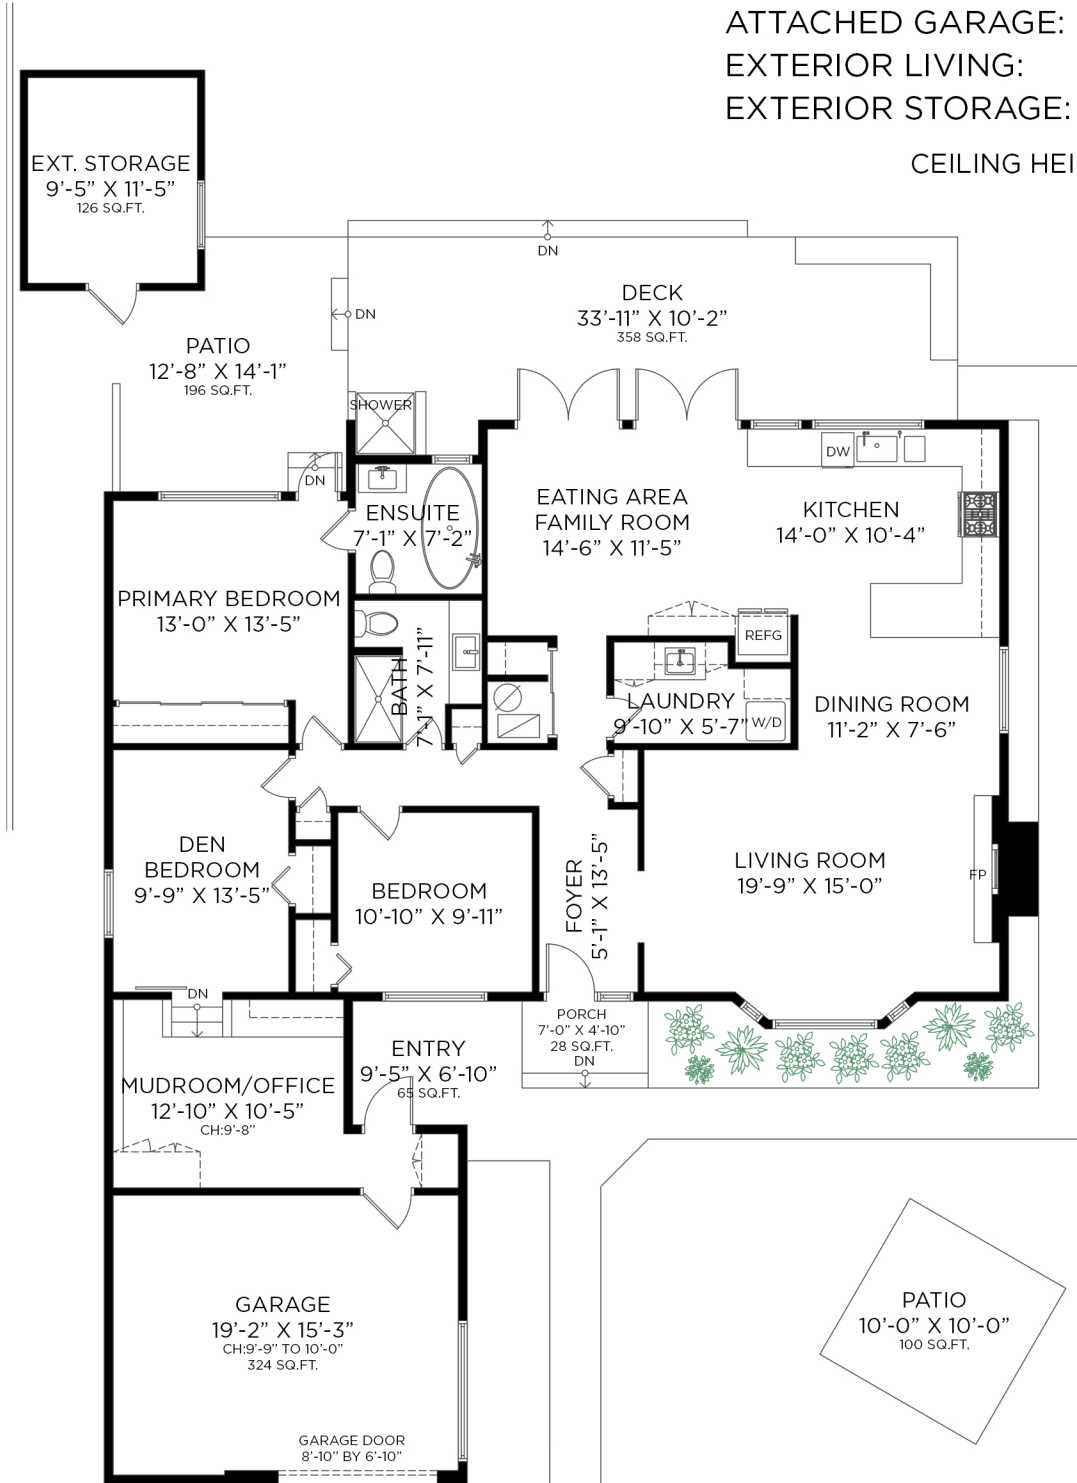 ATTACHED GARAGE:
EXTERIOR LIVING:
EXTERIOR STORAGE:
CEILING HEI
EXT. STORAGE
9'-5" X 11'-5"
126 SQ.FT.
DN
DECK
33'-11" X 10'-2"
358 SQ.FT.
DN
PATIO
12'-8" X 14'-1"
196 SQ.FT.
SHOWER
DN
DW
ENSUITE
7'-1" X 7'-2"
EATING AREA
FAMILY ROOM
14'-6" X 11'-5"
KITCHEN
14'-0" X 10'-4"
PRIMARY BEDROOM
13'-0" X 13'-5"
REFG
BATH
7'-1" X 7'-11"
LAUNDRY
9'-10" X 5'-7"
W/D
DINING ROOM
11'-2" X 7'-6"
DEN
BEDROOM
9'-9" X 13'-5"
BEDROOM
10'-10" X 9'-11"
FOYER
5'-1" X 13'-5"
LIVING ROOM
19'-9" X 15'-0"
FP
DN
PORCH
7'-0" X 4'-10"
28 SQ.FT.
DN
ENTRY
9'-5" X 6'-10"
65 SQ.FT.
MUDROOM/OFFICE
12'-10" X 10'-5"
CH:9'-8"
GARAGE
19'-2" X 15'-3"
CH:9'-9" TO 10'-0"
324 SQ.FT.
PATIO
10'-0" X 10'-0"
100 SQ.FT.
GARAGE DOOR
8'-10" BY 6'-10"